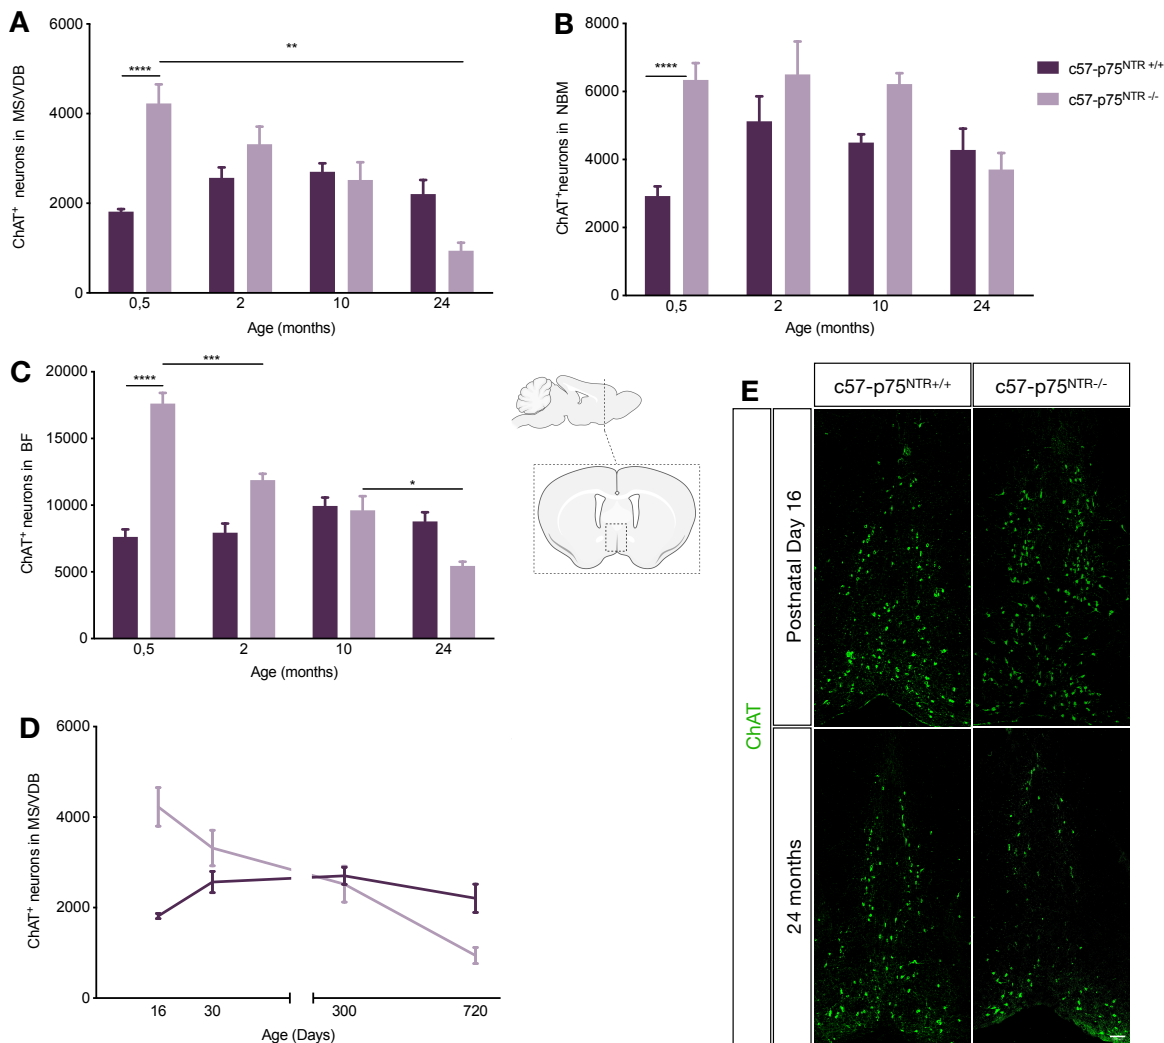 A
6000
4000
2000
0
ChAT+ neurons in MS/VDB
****
**
0,5
2
10
24
Age (months)
B
8000
6000
4000
2000
0
ChAT+neurons in NBM
****
0,5
2
10
24
Age (months)
c57-p75NTR +/+
c57-p75NTR -/-
C
20000
15000
10000
5000
0
ChAT+ neurons in BF
****
***
*
0,5
2
10
24
Age (months)
D
6000
4000
2000
0
ChAT+ neurons in MS/VDB
16
30
300
720
Age (Days)
E
c57-p75NTR+/+
c57-p75NTR-/-
ChAT
Postnatal Day 16
24 months